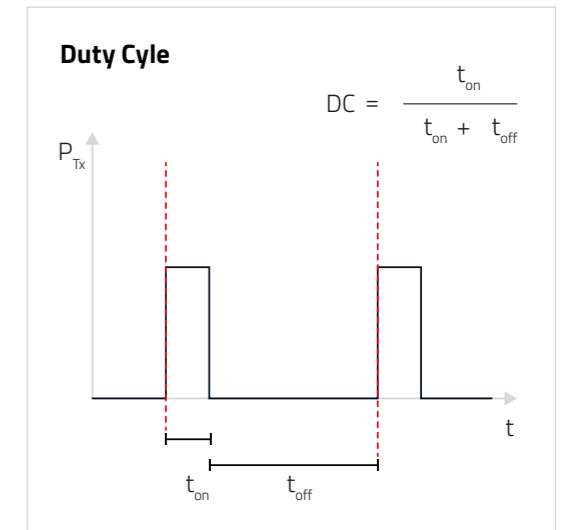 Duty Cyle
t_on
DC =
t_on + t_off
P_Tx
t
t_on
t_off